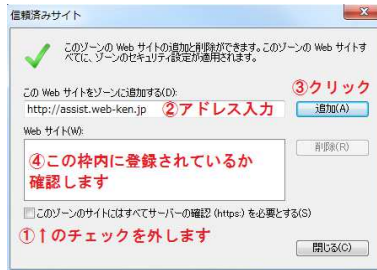 信頼済みサイト
このゾーンの Web サイトの追加と削除ができます。このゾーンの Web サイトす
べてに、ゾーンのセキュリティ設定が適用されます。
③クリック
この Web サイトをゾーンに追加する(D):
http://assist.web-ken.jp ②アドレス入力 追加(A)
Web サイト(W):
削除(R)
④この枠内に登録されているか
確認します
このゾーンのサイトにはすべてサーバーの確認 (https:) を必要とする(S)
①↑のチェックを外します
閉じる(C)